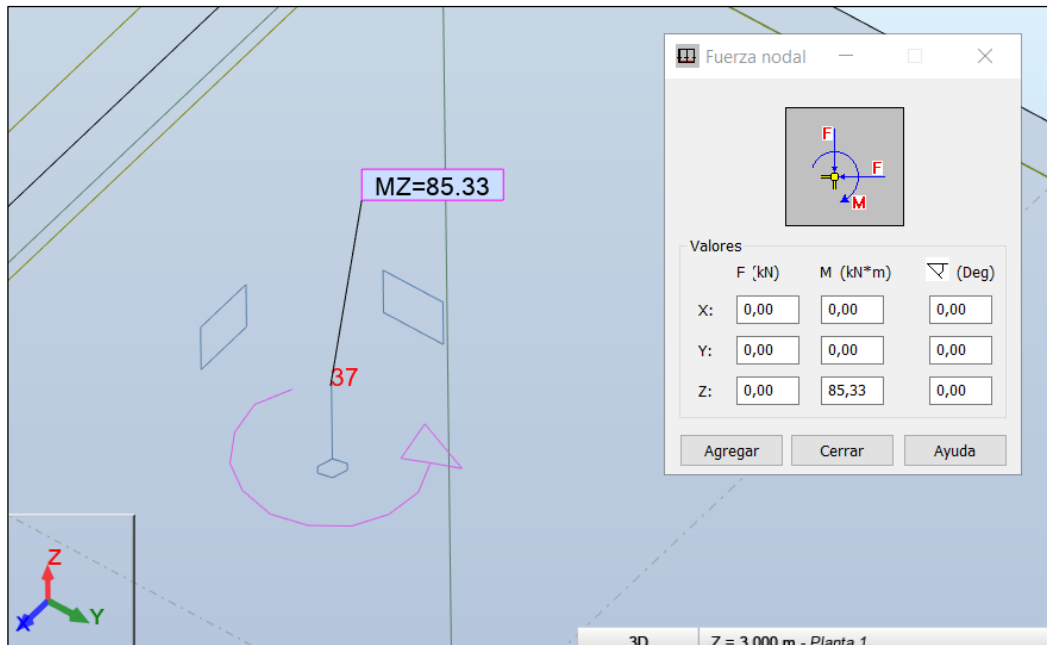 Fuerza nodal
F
F
M
MZ=85.33
37
Valores
F (kN) M (kN*m) (Deg)
X: 0,00 0,00 0,00
Y: 0,00 0,00 0,00
Z: 0,00 85,33 0,00
Agregar Cerrar Ayuda
Z
Y
X
3D Z = 3.000 m - Planta 1